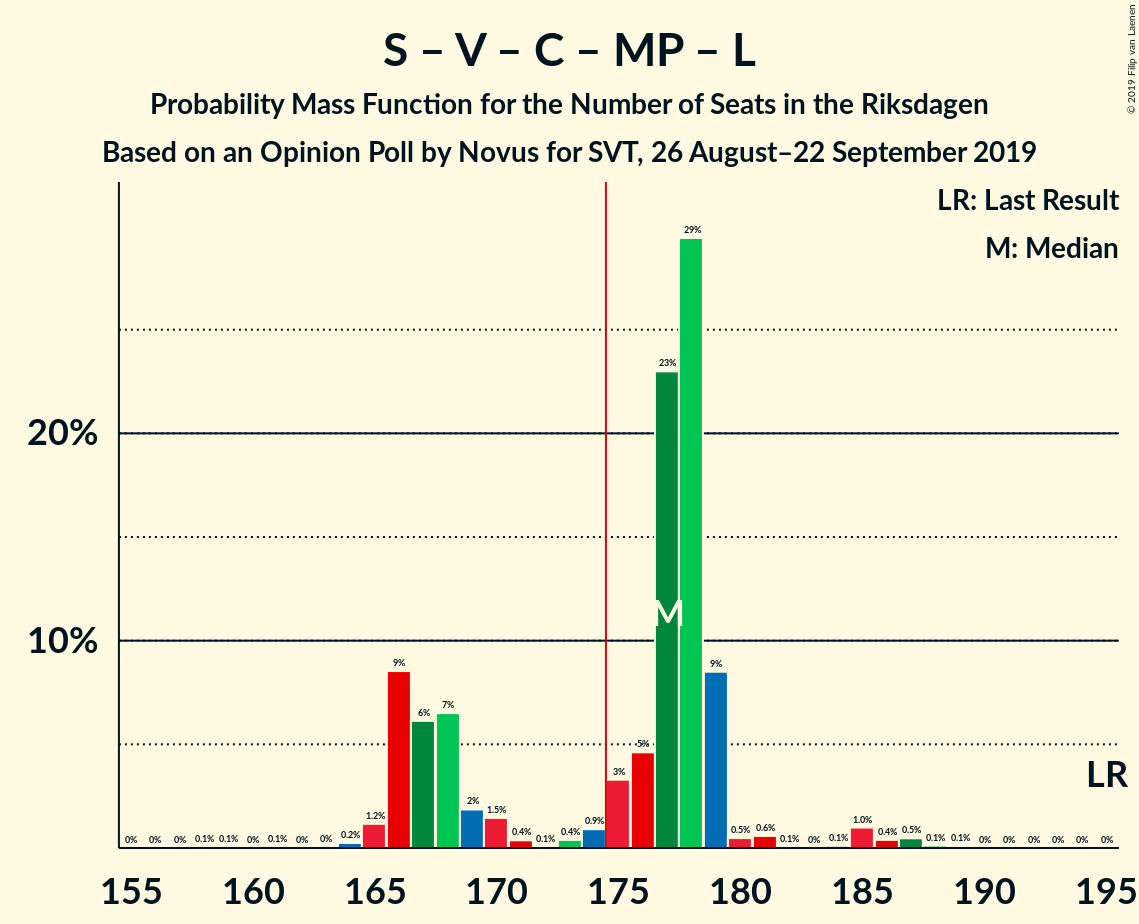 S – V – C – MP – L
Probability Mass Function for the Number of Seats in the Riksdagen
Based on an Opinion Poll by Novus for SVT, 26 August–22 September 2019
© 2019 Filip van Laenen
LR: Last Result
M: Median
20%
10%
0% 0% 0% 0.1% 0.1% 0% 0.1% 0% 0% 0.2% 1.2% 9% 6% 7% 2% 1.5% 0.4% 0.1% 0.4% 0.9% 3% 5% 23% 29% 9% 0.5% 0.6% 0.1% 0% 0.1% 1.0% 0.4% 0.5% 0.1% 0.1% 0% 0% 0% 0% 0% 0%
M
LR
155 160 165 170 175 180 185 190 195